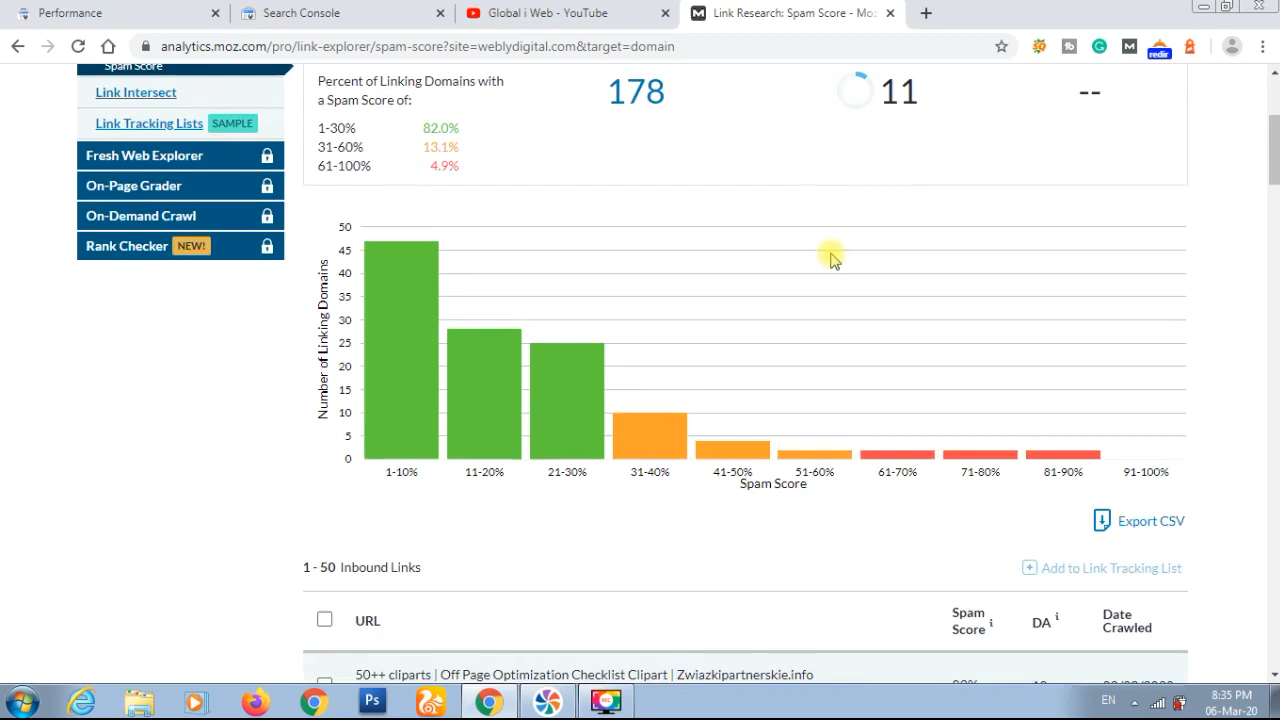 Performance
Search Console
Global i Web - YouTube
M Link Research: Spam Score - Moz
analytics.moz.com/pro/link-explorer/spam-score?site=weblydigital.com&target=domain
redir
Spam Score
Link Intersect
Link Tracking Lists SAMPLE
Fresh Web Explorer
On-Page Grader
On-Demand Crawl
Rank Checker NEW!
Percent of Linking Domains with
a Spam Score of:
1-30% 82.0%
31-60% 13.1%
61-100% 4.9%
178
11
--
50
45
40
35
30
25
20
15
10
5
0
Number of Linking Domains
1-10% 11-20% 21-30% 31-40% 41-50% 51-60% 61-70% 71-80% 81-90% 91-100%
Spam Score
Export CSV
1 - 50 Inbound Links
Add to Link Tracking List
URL
Spam
Score i
DA i
Date
Crawled
50++ cliparts | Off Page Optimization Checklist Clipart | Zwiazkipartnerskie.info
Ps
REC
EN
8:35 PM
06-Mar-20